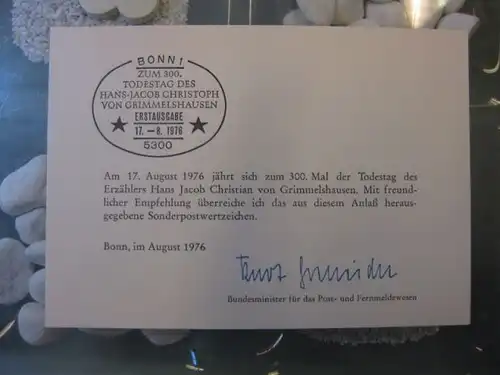 BONN 1
ZUM 300.
TODESTAG DES
HANS-JACOB CHRISTOPH
VON GRIMMELSHAUSEN
ERSTAUSGABE
17.-8. 1976
5300
Am 17. August 1976 jährt sich zum 300. Mal der Todestag des
Erzählers Hans Jacob Christian von Grimmelshausen. Mit freund-
licher Empfehlung überreiche ich das aus diesem Anlaß heraus-
gegebene Sonderpostwertzeichen.
Bonn, im August 1976
Bundesminister für das Post- und Fernmeldewesen